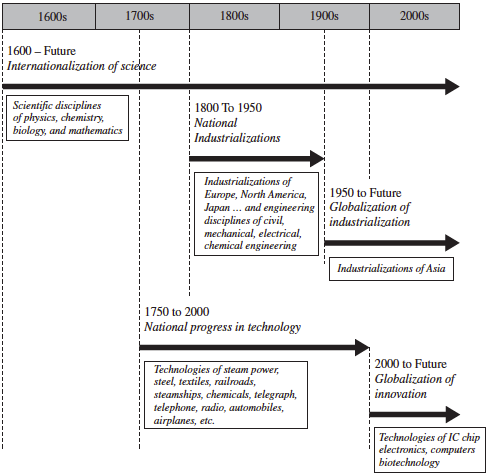 1600s 1700s 1800s 1900s 2000s
1600 – Future
Internationalization of science
Scientific disciplines
of physics, chemistry,
biology, and mathematics
1800 To 1950
National
Industrializations
Industrializations of
Europe, North America,
Japan ... and engineering
disciplines of civil,
mechanical, electrical,
chemical engineering
1950 to Future
Globalization of
industrialization
Industrializations of Asia
1750 to 2000
National progress in technology
Technologies of steam power,
steel, textiles, railroads,
steamships, chemicals, telegraph,
telephone, radio, automobiles,
airplanes, etc.
2000 to Future
Globalization of
innovation
Technologies of IC chip
electronics, computers
biotechnology